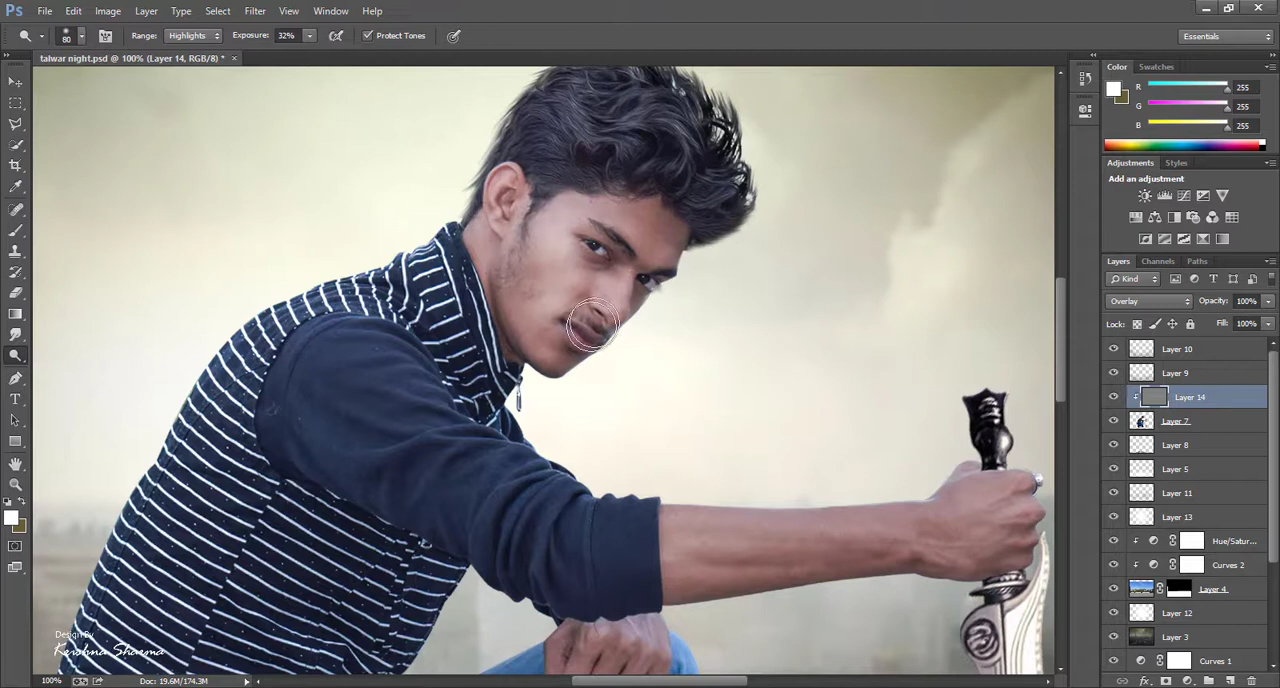 Ps File Edit Image Layer Type Select Filter View Window Help
80 Range: Highlights Exposure: 32% Protect Tones Essentials
talwar night.psd @ 100% (Layer 14, RGB/8) *
Color Swatches
R 255
G 255
B 255
Adjustments Styles
Add an adjustment
Layers Channels Paths
Kind
Overlay Opacity: 100%
Lock: Fill: 100%
Layer 10
Layer 9
Layer 14
Layer 7
Layer 8
Layer 5
Layer 11
Layer 13
Hue/Satur...
Curves 2
Layer 4
Layer 12
Layer 3
Curves 1
Design By
Krishna Sharma
100% Doc: 19.6M/174.3M